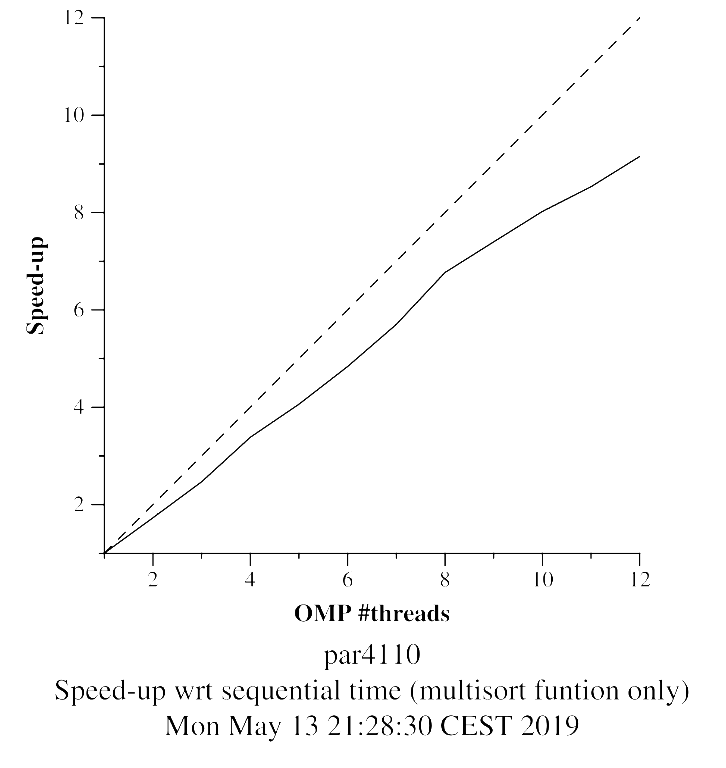 12
10
8
6
4
2
Speed-up
2 4 6 8 10 12
OMP #threads
par4110
Speed-up wrt sequential time (multisort funtion only)
Mon May 13 21:28:30 CEST 2019